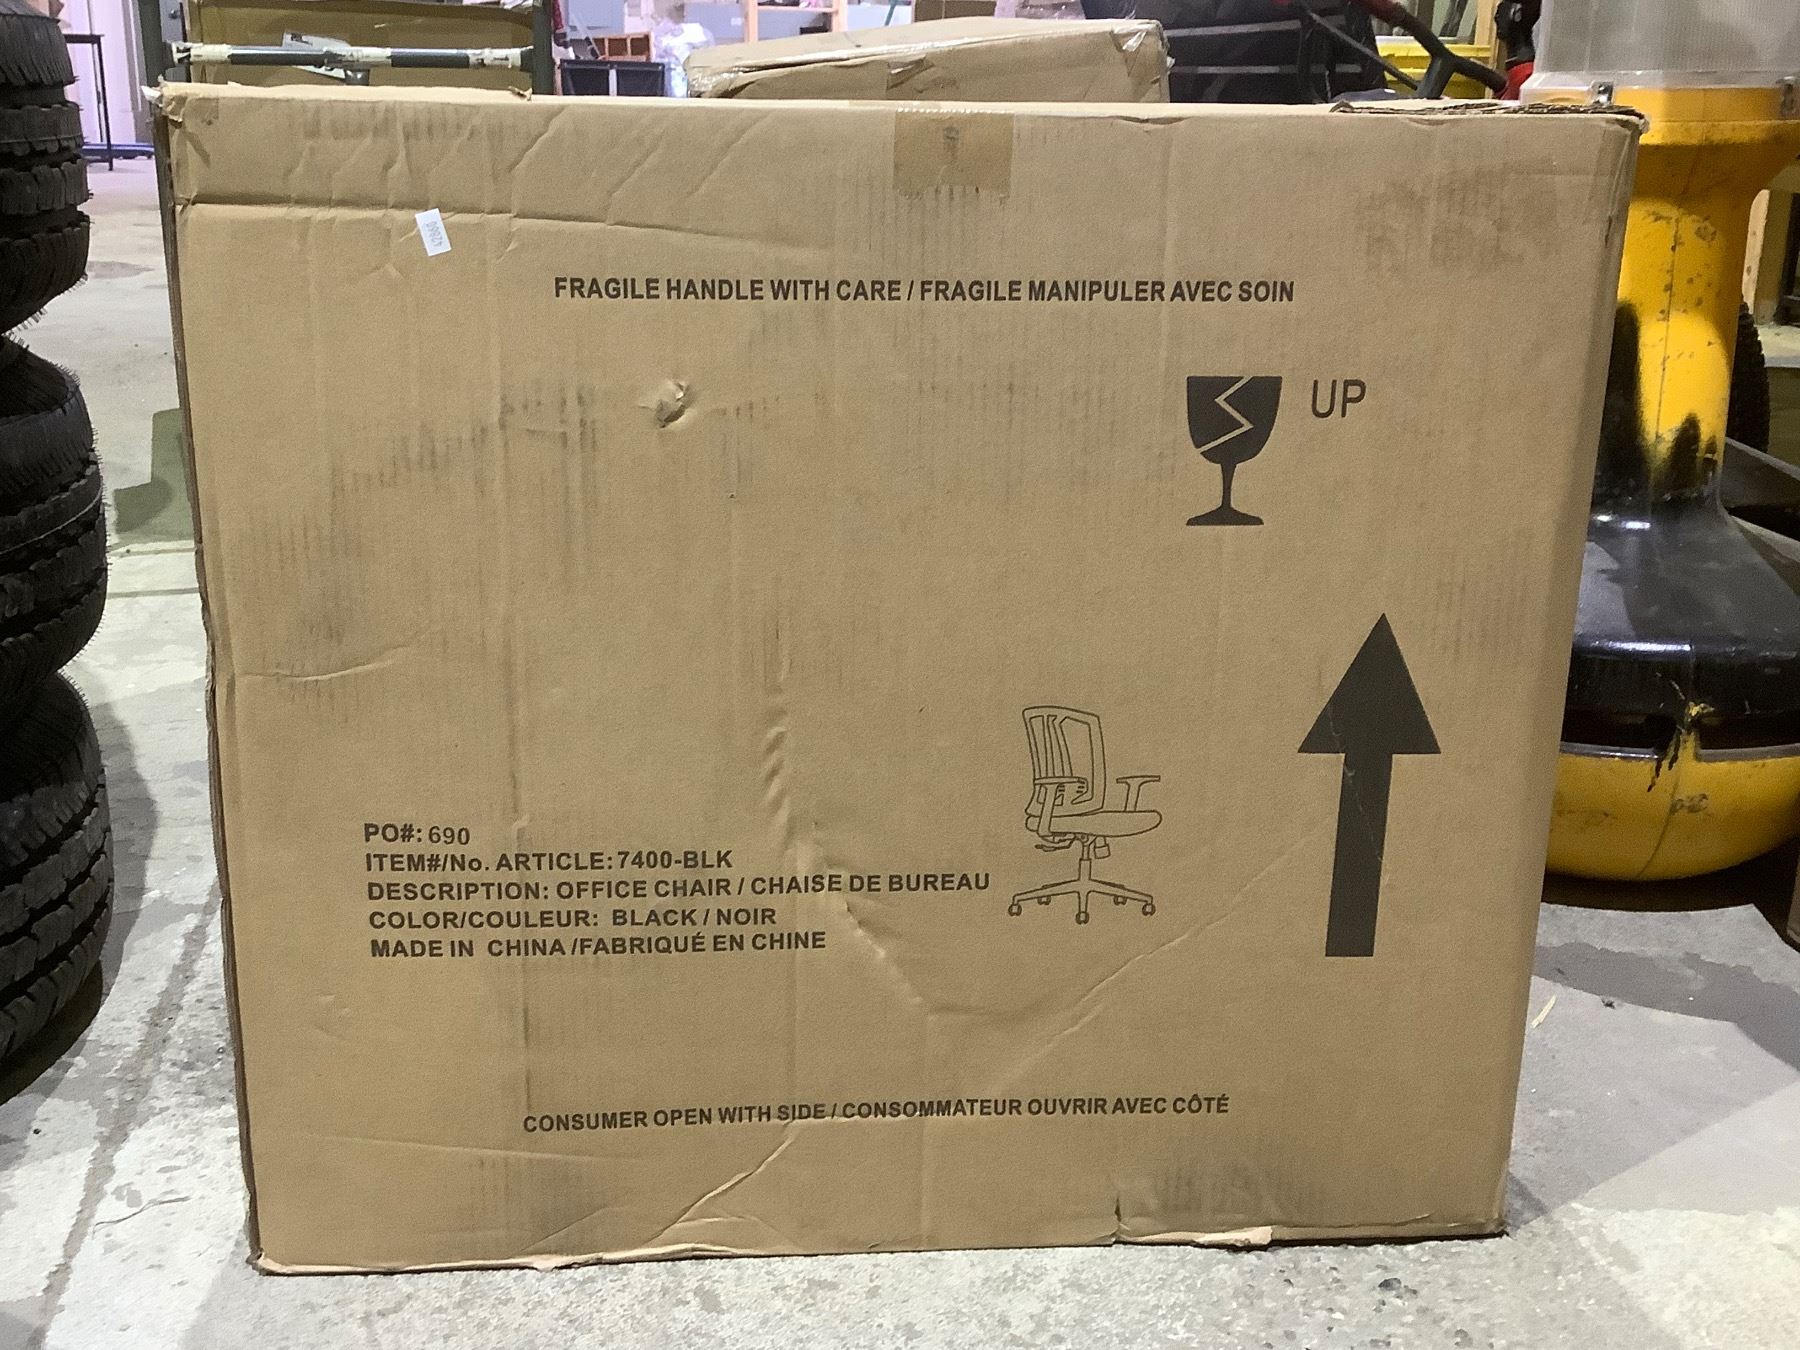 42860
FRAGILE HANDLE WITH CARE / FRAGILE MANIPULER AVEC SOIN
UP
PO#: 690
ITEM#/No. ARTICLE: 7400-BLK
DESCRIPTION: OFFICE CHAIR / CHAISE DE BUREAU
COLOR/COULEUR: BLACK / NOIR
MADE IN CHINA /FABRIQUÉ EN CHINE
CONSUMER OPEN WITH SIDE / CONSOMMATEUR OUVRIR AVEC CÔTÉ